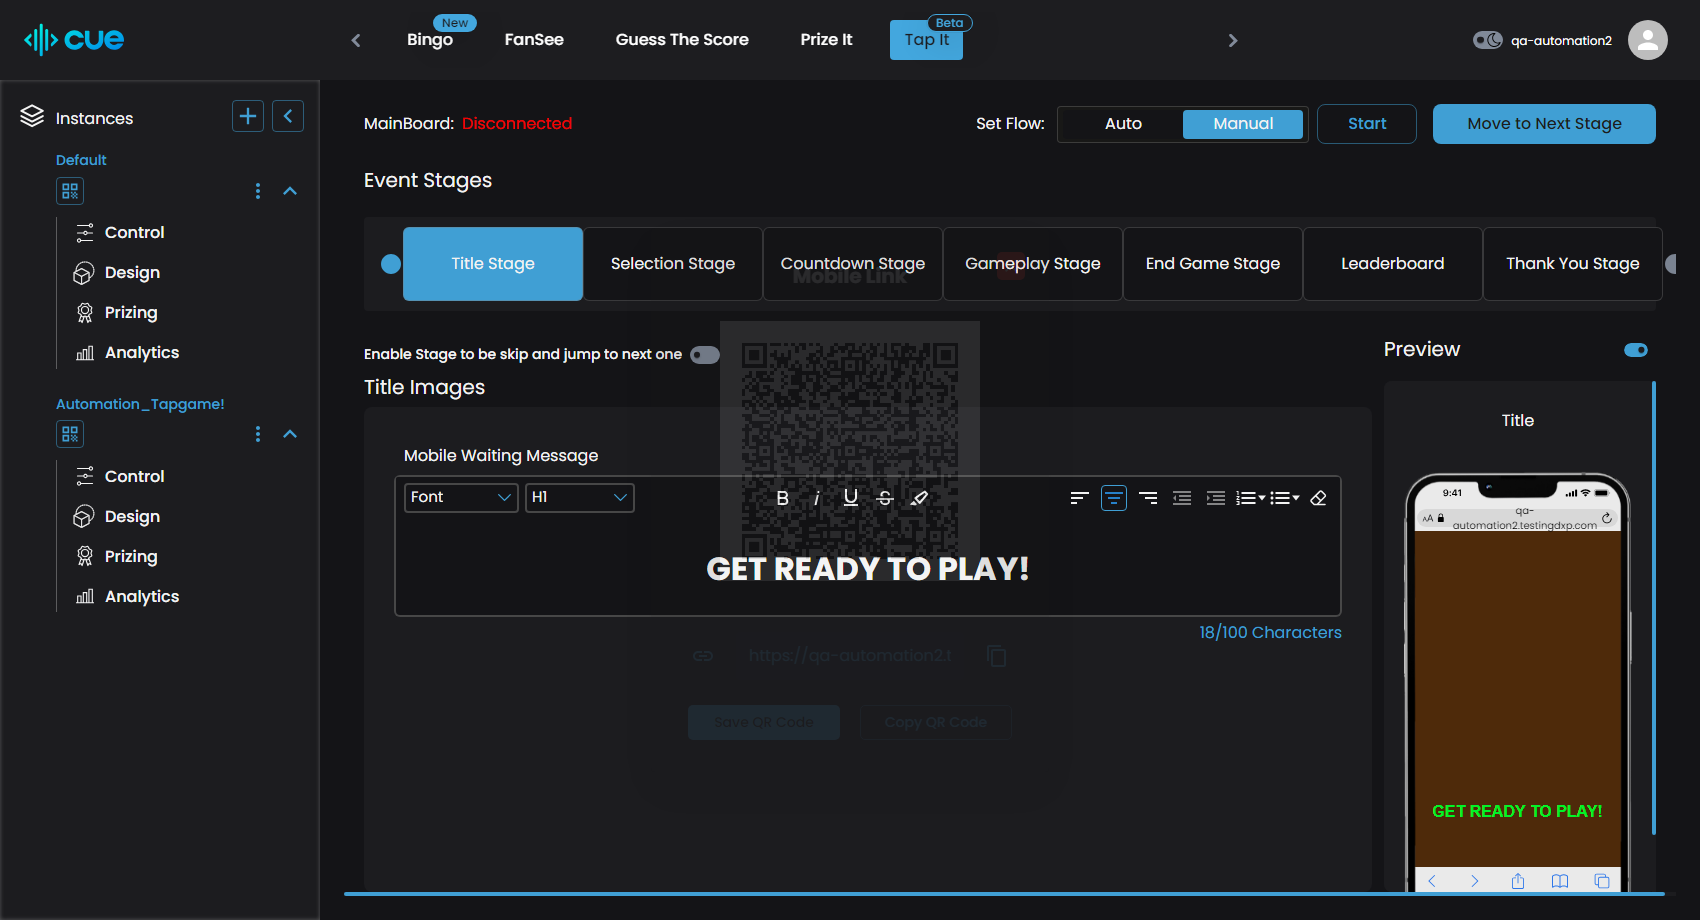 cue
New
Bingo
FanSee
Guess The Score
Prize It
Beta
Tap It
qa-automation2
Instances
Default
Control
Design
Prizing
Analytics
Automation_Tapgame!
Control
Design
Prizing
Analytics
MainBoard: Disconnected
Set Flow:
Auto
Manual
Start
Move to Next Stage
Event Stages
Title Stage
Selection Stage
Countdown Stage
Gameplay Stage
End Game Stage
Leaderboard
Thank You Stage
Mobile Link
Enable Stage to be skip and jump to next one
Title Images
Mobile Waiting Message
Font
H1
B i U S
GET READY TO PLAY!
18/100 Characters
https://qa-automation2.t
Save QR Code
Copy QR Code
Preview
Title
9:41
AA
qa-
automation2.testingdxp.com
GET READY TO PLAY!